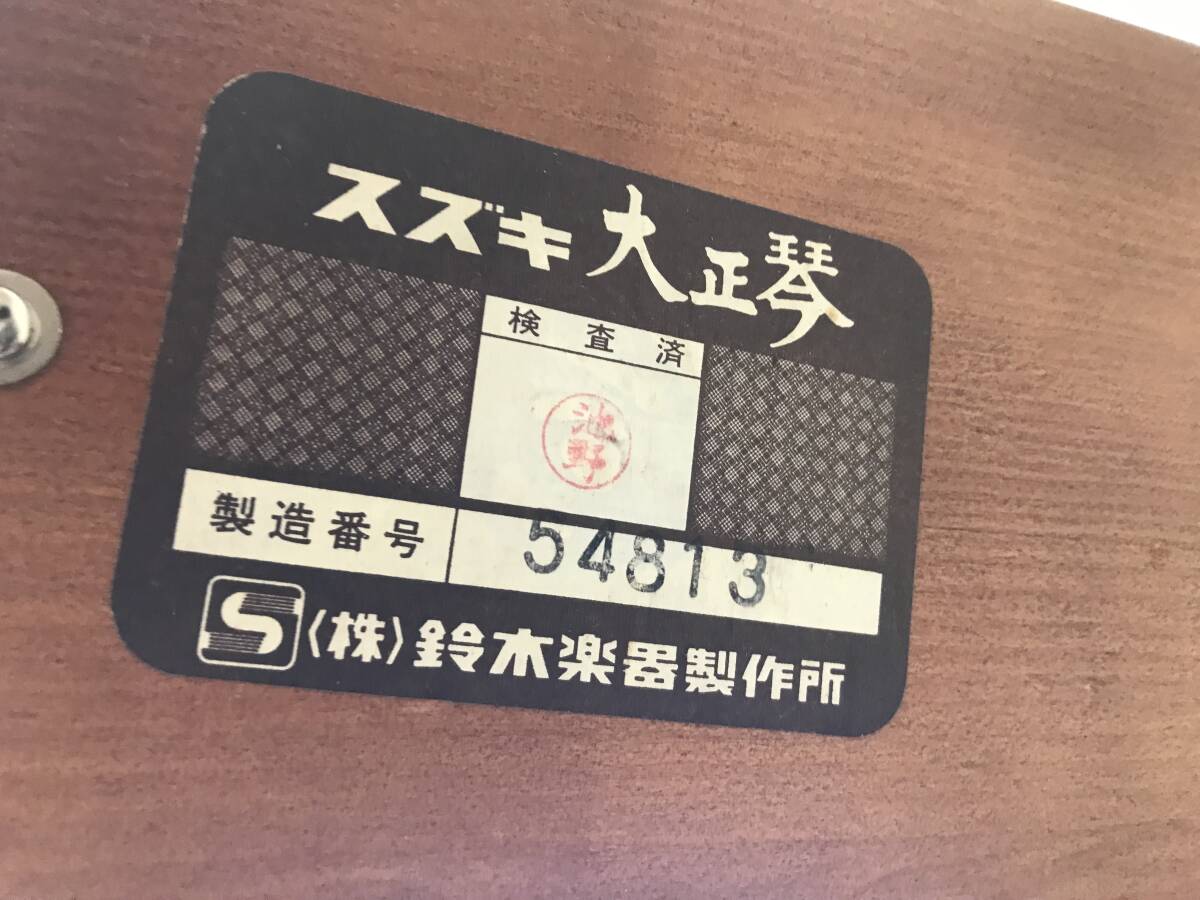 スズキ 大正琴
検査済
池野
製造番号 54813
S 〈株〉鈴木楽器製作所